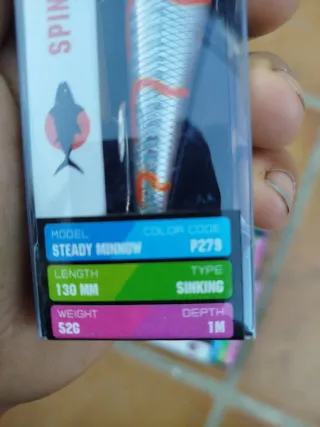 SPIN
MODEL COLOR CODE
STEADY MINNOW P279
LENGTH TYPE
130 MM SINKING
WEIGHT DEPTH
52G 1M